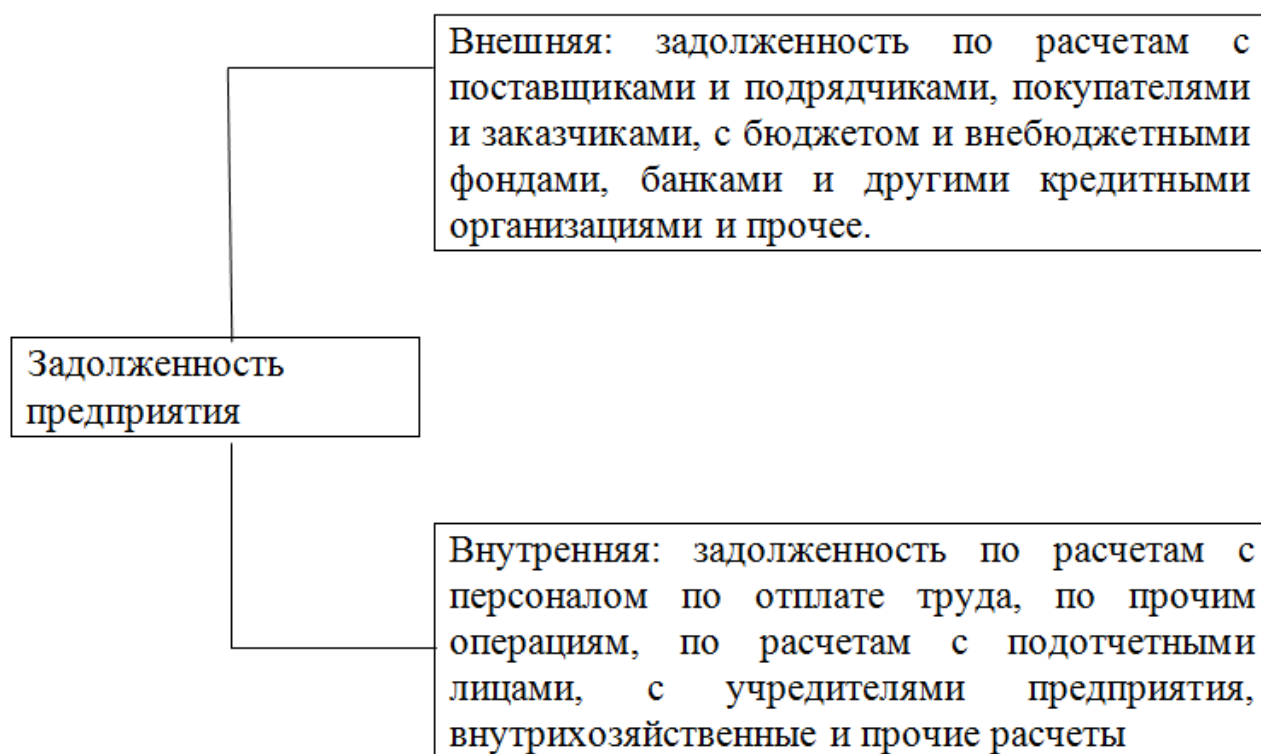 Внешняя: задолженность по расчетам с
поставщиками и подрядчиками, покупателями
и заказчиками, с бюджетом и внебюджетными
фондами, банками и другими кредитными
организациями и прочее.
Задолженность
предприятия
Внутренняя: задолженность по расчетам с
персоналом по отплате труда, по прочим
операциям, по расчетам с подотчетными
лицами, с учредителями предприятия,
внутрихозяйственные и прочие расчеты